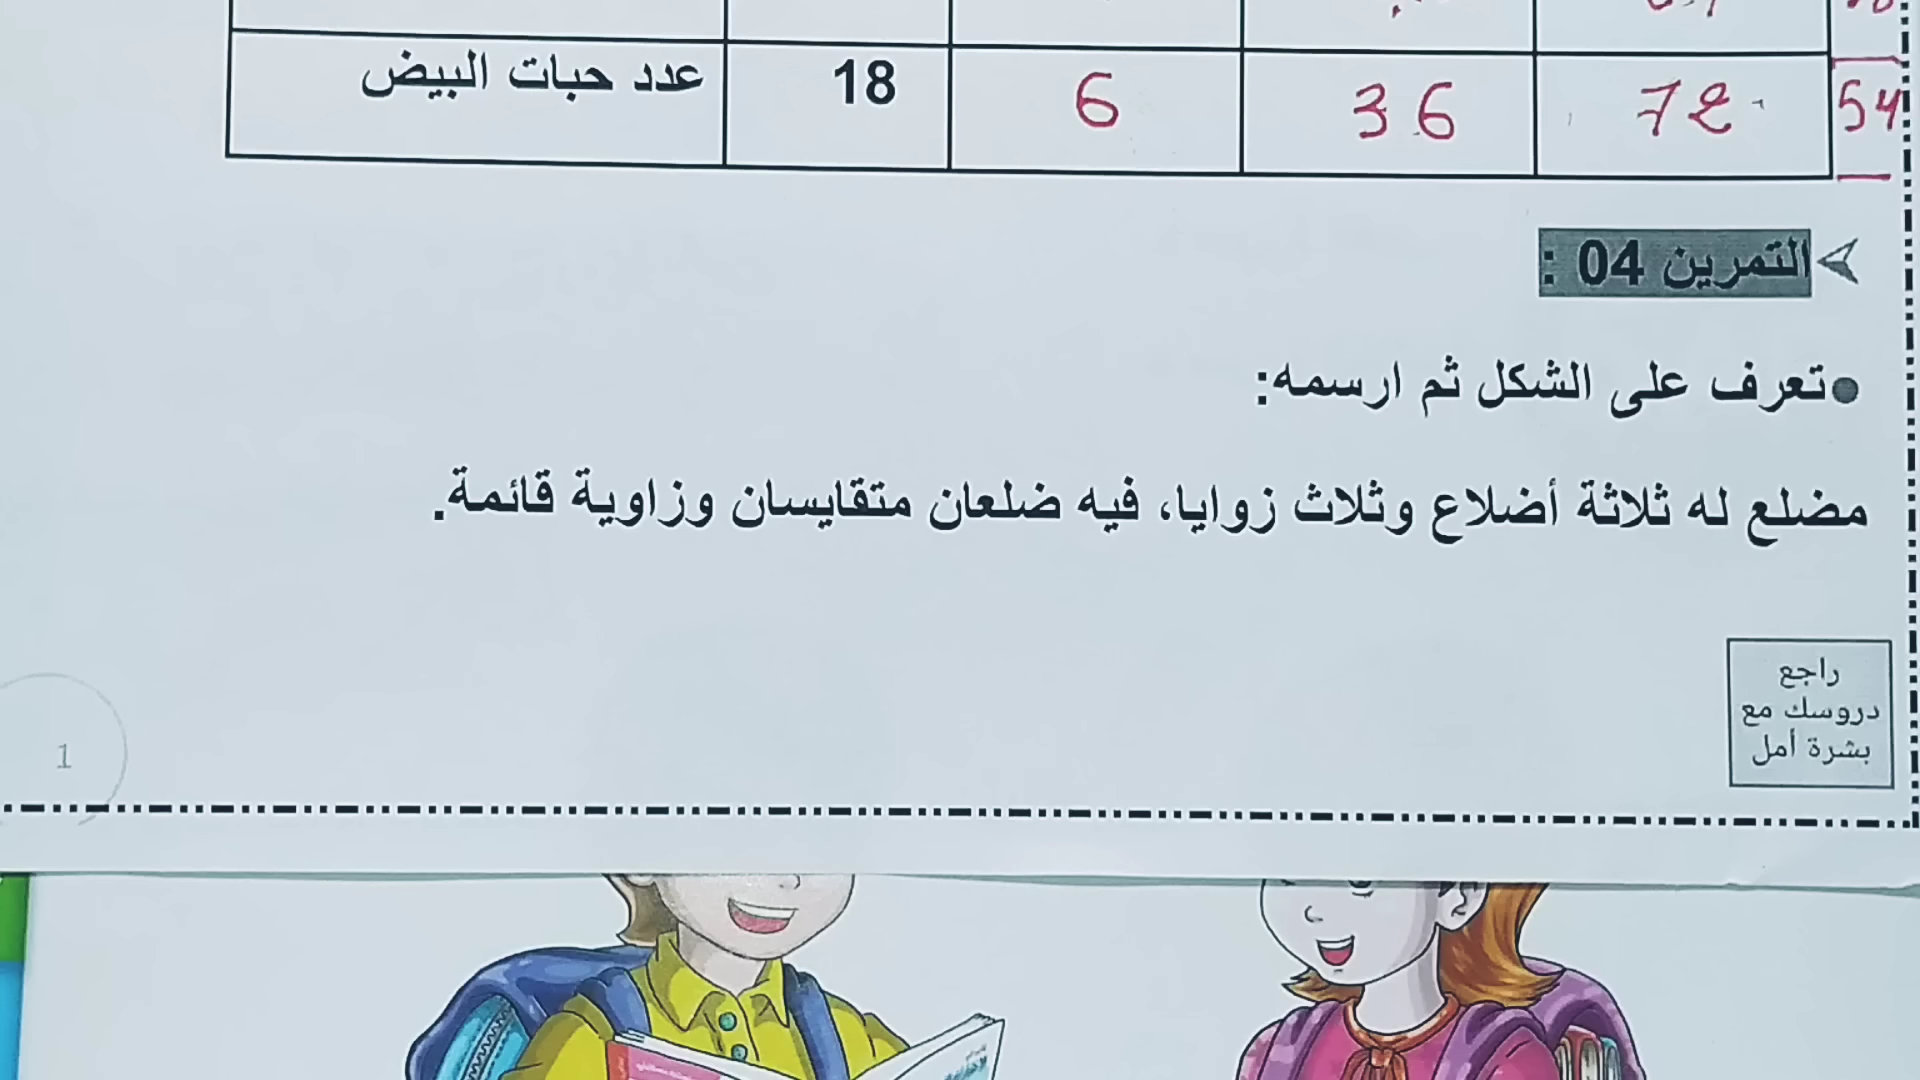 عدد حبات البيض 18 6 36 72 54
التمرين 04 :
تعرف على الشكل ثم ارسمه:
مضلع له ثلاثة أضلاع وثلاث زوايا، فيه ضلعان متقايسان وزاوية قائمة.
راجع
دروسك مع
بشرة أمل
1